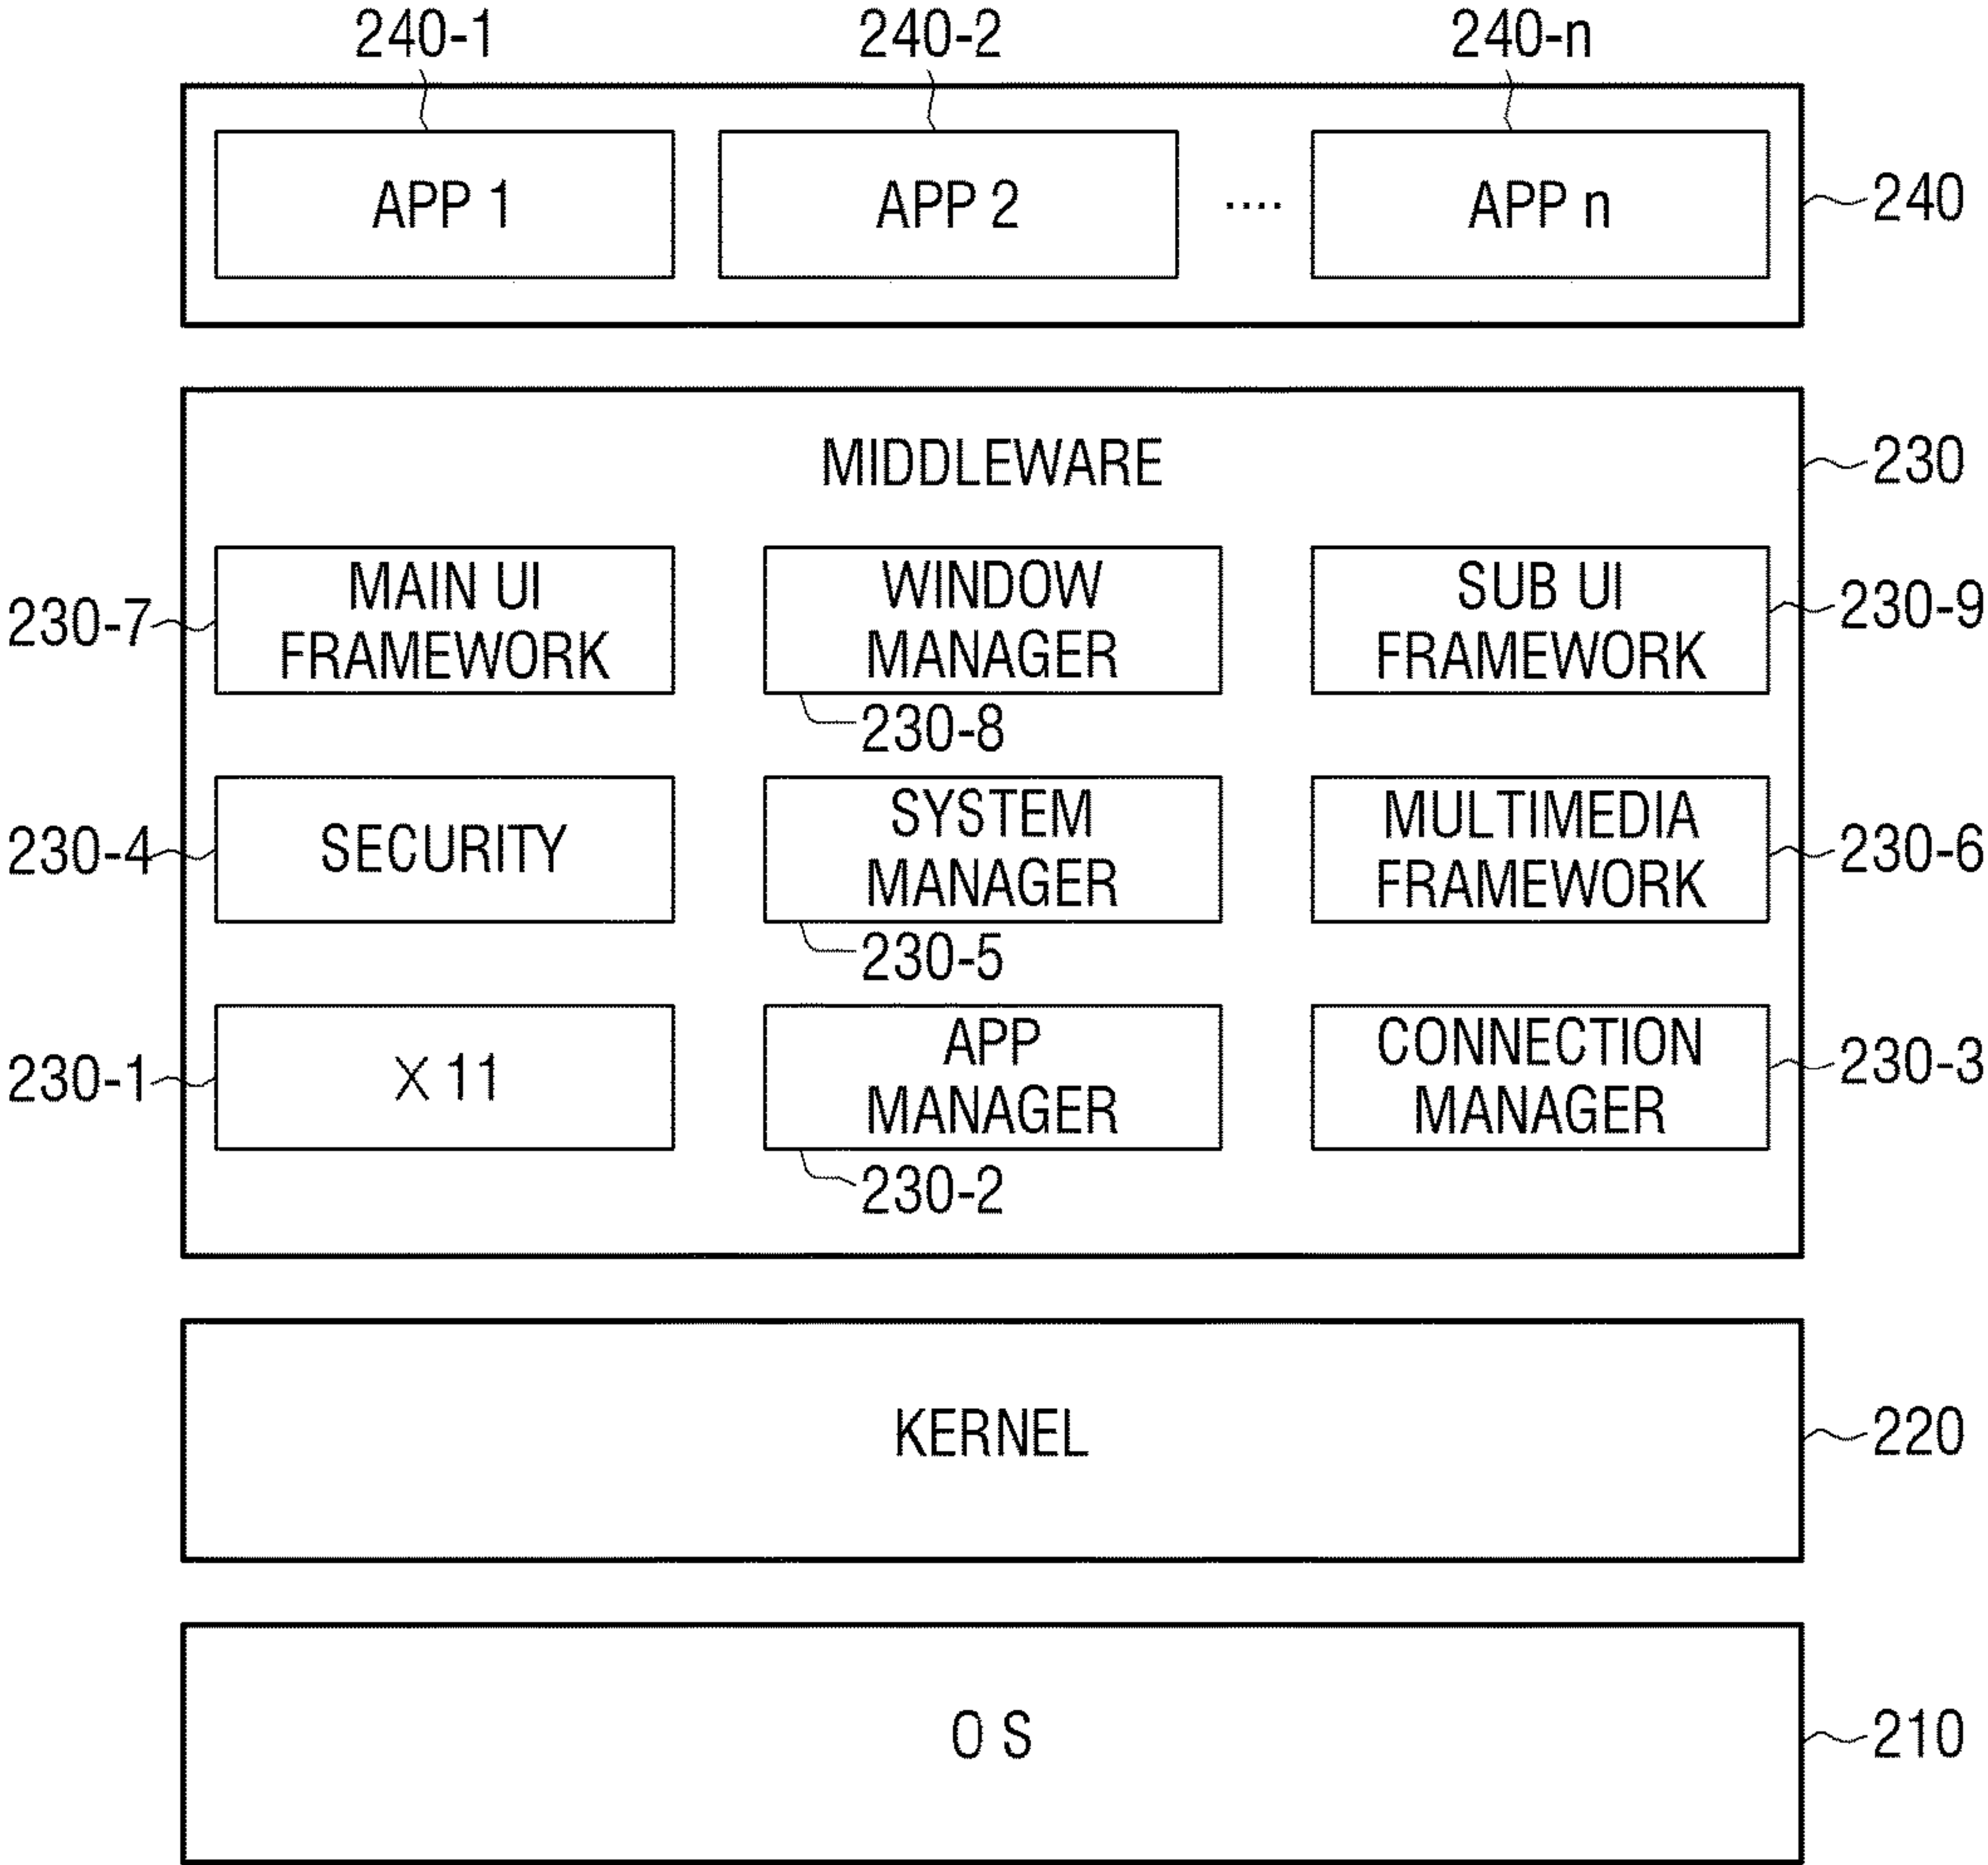 240-1 240-2 240-n
APP 1 APP 2 .... APP n 240
MIDDLEWARE 230
MAIN UI
FRAMEWORK
230-7
WINDOW
MANAGER
230-8
SUB UI
FRAMEWORK
230-9
SECURITY
230-4
SYSTEM
MANAGER
230-5
MULTIMEDIA
FRAMEWORK
230-6
X 11
230-1
APP
MANAGER
230-2
CONNECTION
MANAGER
230-3
KERNEL 220
O S 210